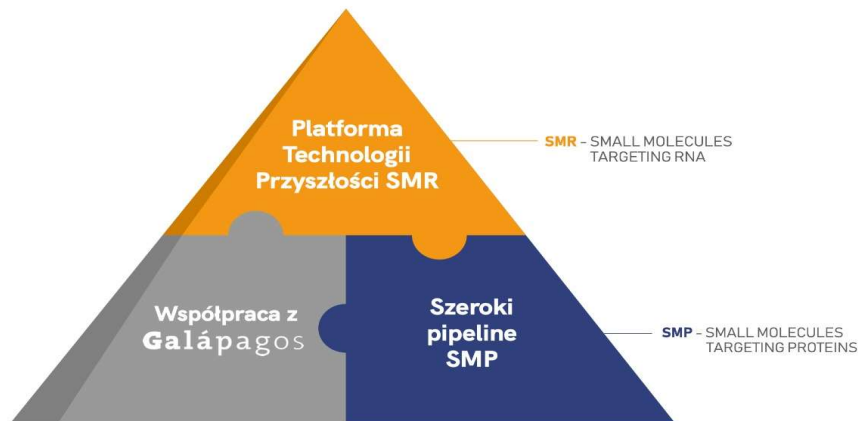 Platforma
Technologii
Przyszłości SMR
SMR - SMALL MOLECULES
TARGETING RNA
Współpraca z
Galápagos
Szeroki
pipeline
SMP
SMP - SMALL MOLECULES
TARGETING PROTEINS